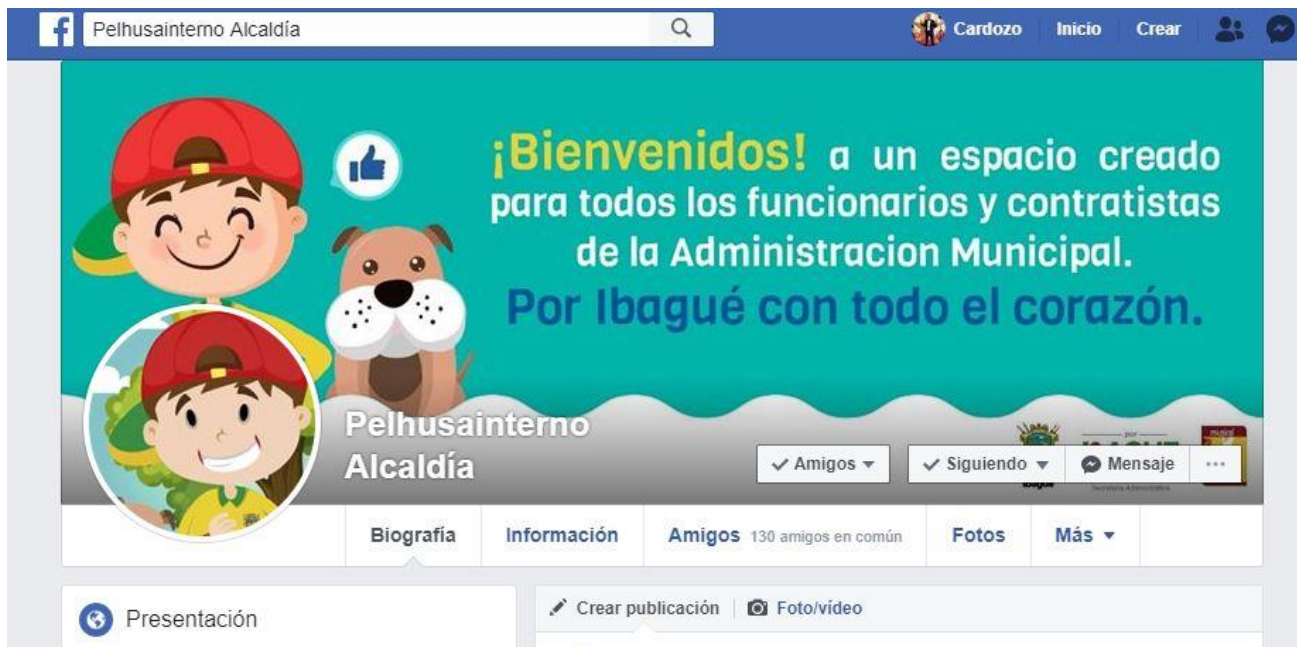 f Pelhusainterno Alcaldía Cardozo Inicio Crear
¡Bienvenidos! a un espacio creado
para todos los funcionarios y contratistas
de la Administracion Municipal.
Por Ibagué con todo el corazón.
Pelhusainterno
Alcaldía
Amigos Siguiendo Mensaje ...
Biografía Información Amigos 130 amigos en común Fotos Más
Presentación
Crear publicación Foto/vídeo